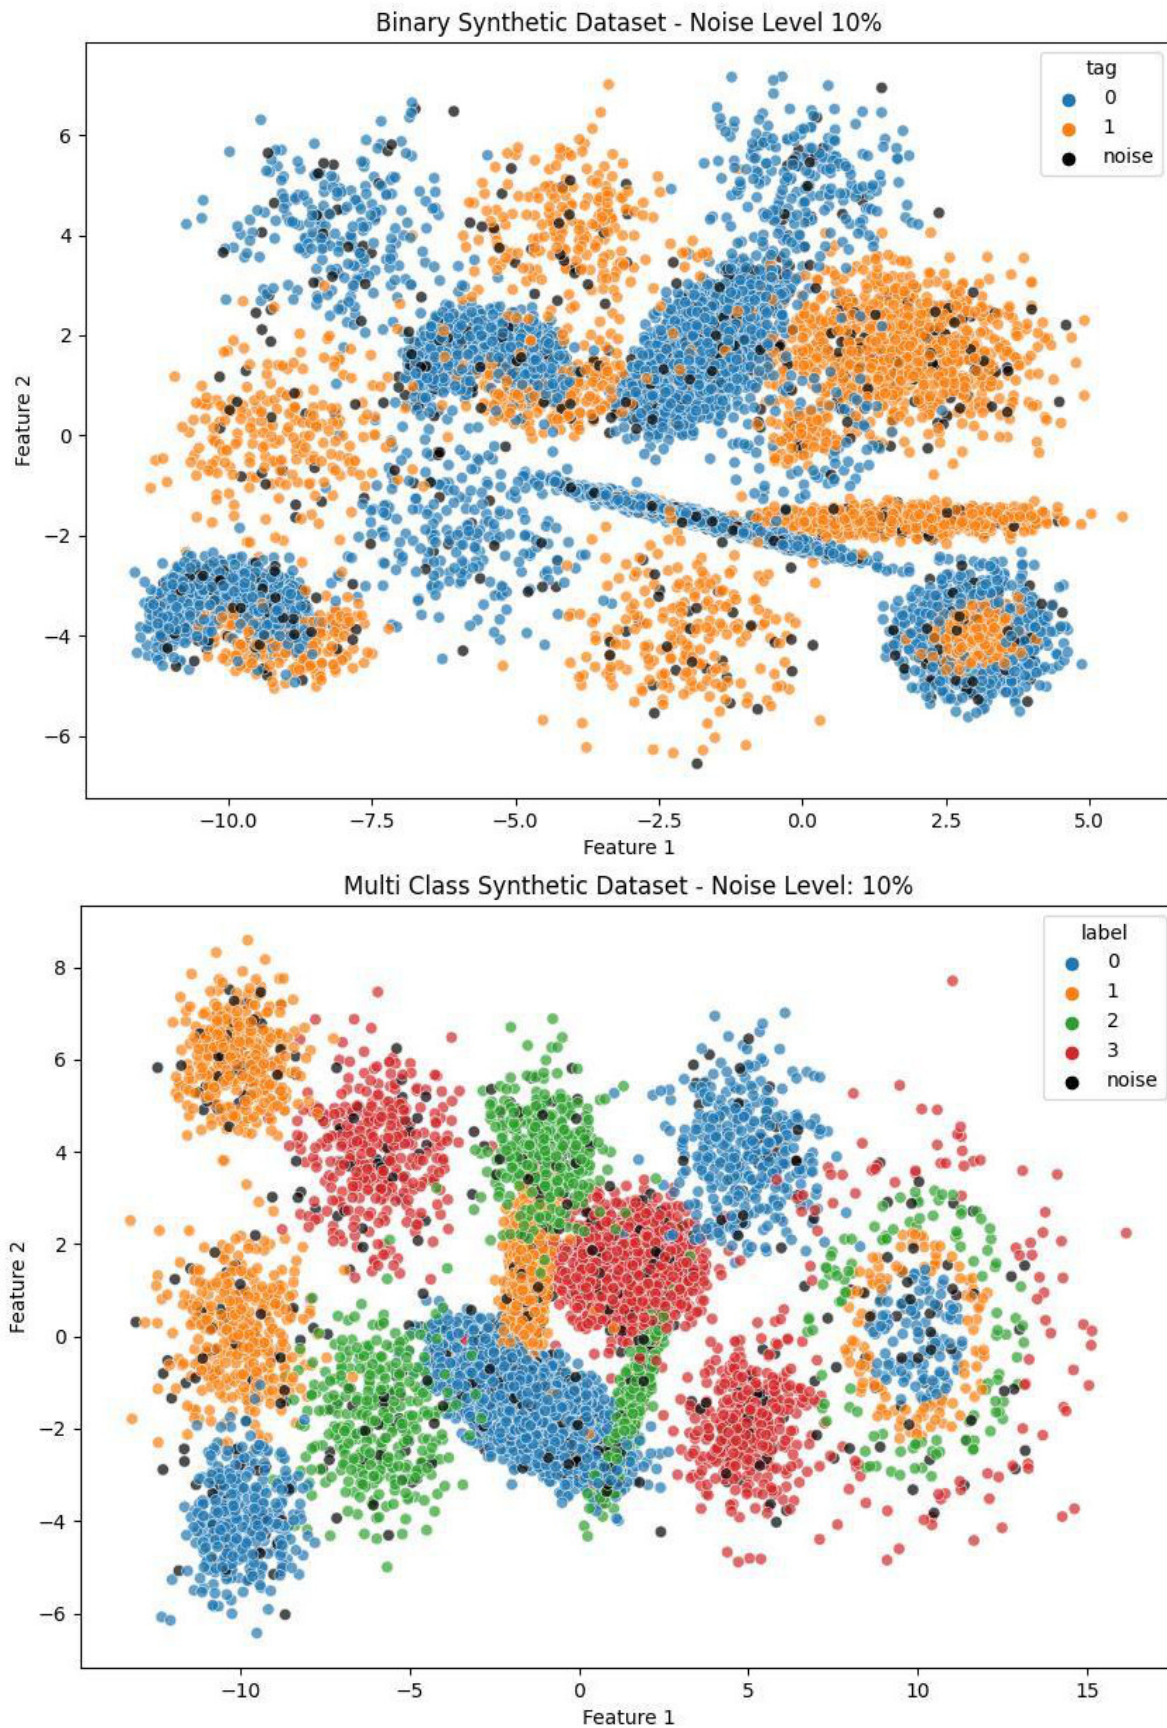 Binary Synthetic Dataset - Noise Level 10%
tag
0
1
noise
6
4
2
0
−2
−4
−6
Feature 2
−10.0 −7.5 −5.0 −2.5 0.0 2.5 5.0
Feature 1
Multi Class Synthetic Dataset - Noise Level: 10%
label
0
1
2
3
noise
8
6
4
2
0
−2
−4
−6
Feature 2
−10 −5 0 5 10 15
Feature 1